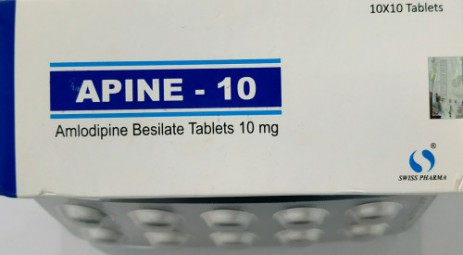 10X10 Tablets
APINE - 10
Amlodipine Besilate Tablets 10 mg
®
SWISS PHARMA